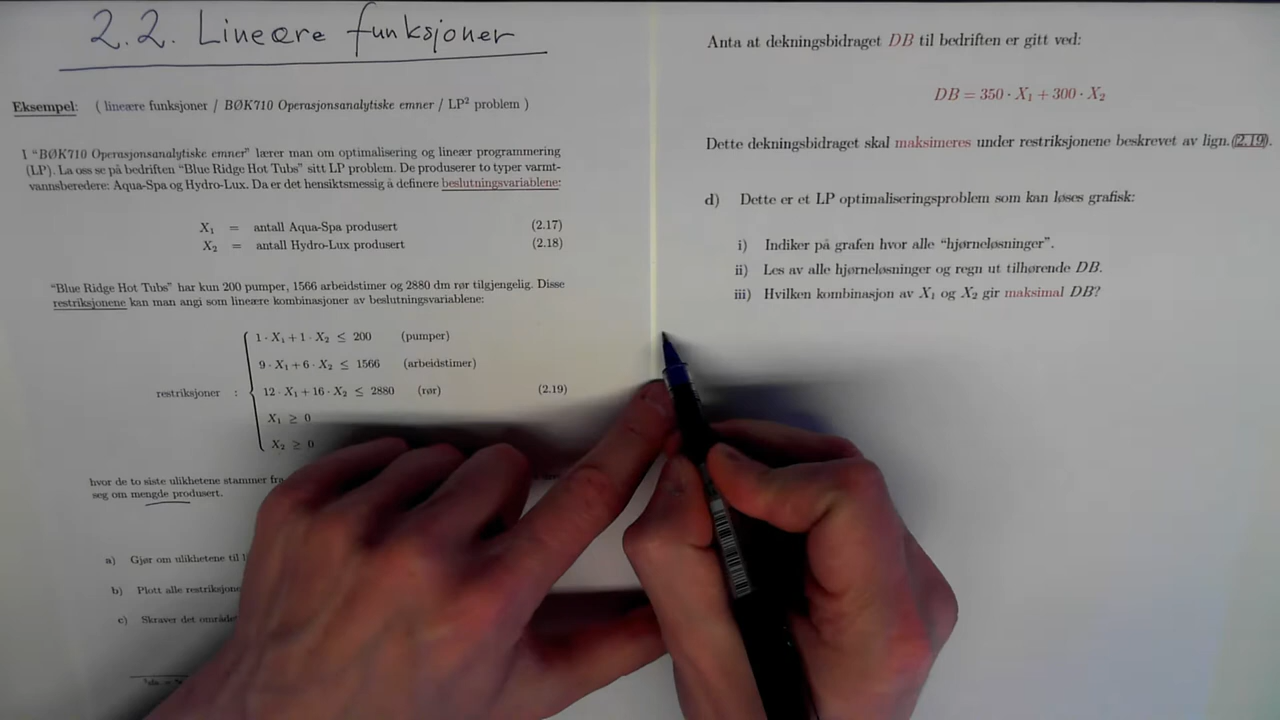 2.2. Lineære funksjoner
Eksempel: ( lineære funksjoner / BØK710 Operasjonsanalytiske emner / LP² problem )
I "BØK710 Operasjonsanalytiske emner" lærer man om optimalisering og lineær programmering
(LP). La oss se på bedriften "Blue Ridge Hot Tubs" sitt LP problem. De produserer to typer varmt-
vannsberedere: Aqua-Spa og Hydro-Lux. Da er det hensiktsmessig å definere beslutningsvariablene:
X₁ = antall Aqua-Spa produsert (2.17)
X₂ = antall Hydro-Lux produsert (2.18)
"Blue Ridge Hot Tubs" har kun 200 pumper, 1566 arbeidstimer og 2880 dm rør tilgjengelig. Disse
restriksjonene kan man angi som lineære kombinasjoner av beslutningsvariablene:
1 · X₁ + 1 · X₂ ≤ 200 (pumper)
9 · X₁ + 6 · X₂ ≤ 1566 (arbeidstimer)
restriksjoner : 12 · X₁ + 16 · X₂ ≤ 2880 (rør) (2.19)
X₁ ≥ 0
X₂ ≥ 0
hvor de to siste ulikhetene stammer
seg om mengde produsert.
a) Gjør om ulikhetene til
b) Plott alle
c) Skraver det
Anta at dekningsbidraget DB til bedriften er gitt ved:
DB = 350 · X₁ + 300 · X₂
Dette dekningsbidraget skal maksimeres under restriksjonene beskrevet av lign.(2.19).
d) Dette er et LP optimaliseringsproblem som kan løses grafisk:
i) Indiker på grafen hvor alle "hjørneløsninger".
ii) Les av alle hjørneløsninger og regn ut tilhørende DB.
iii) Hvilken kombinasjon av X₁ og X₂ gir maksimal DB?